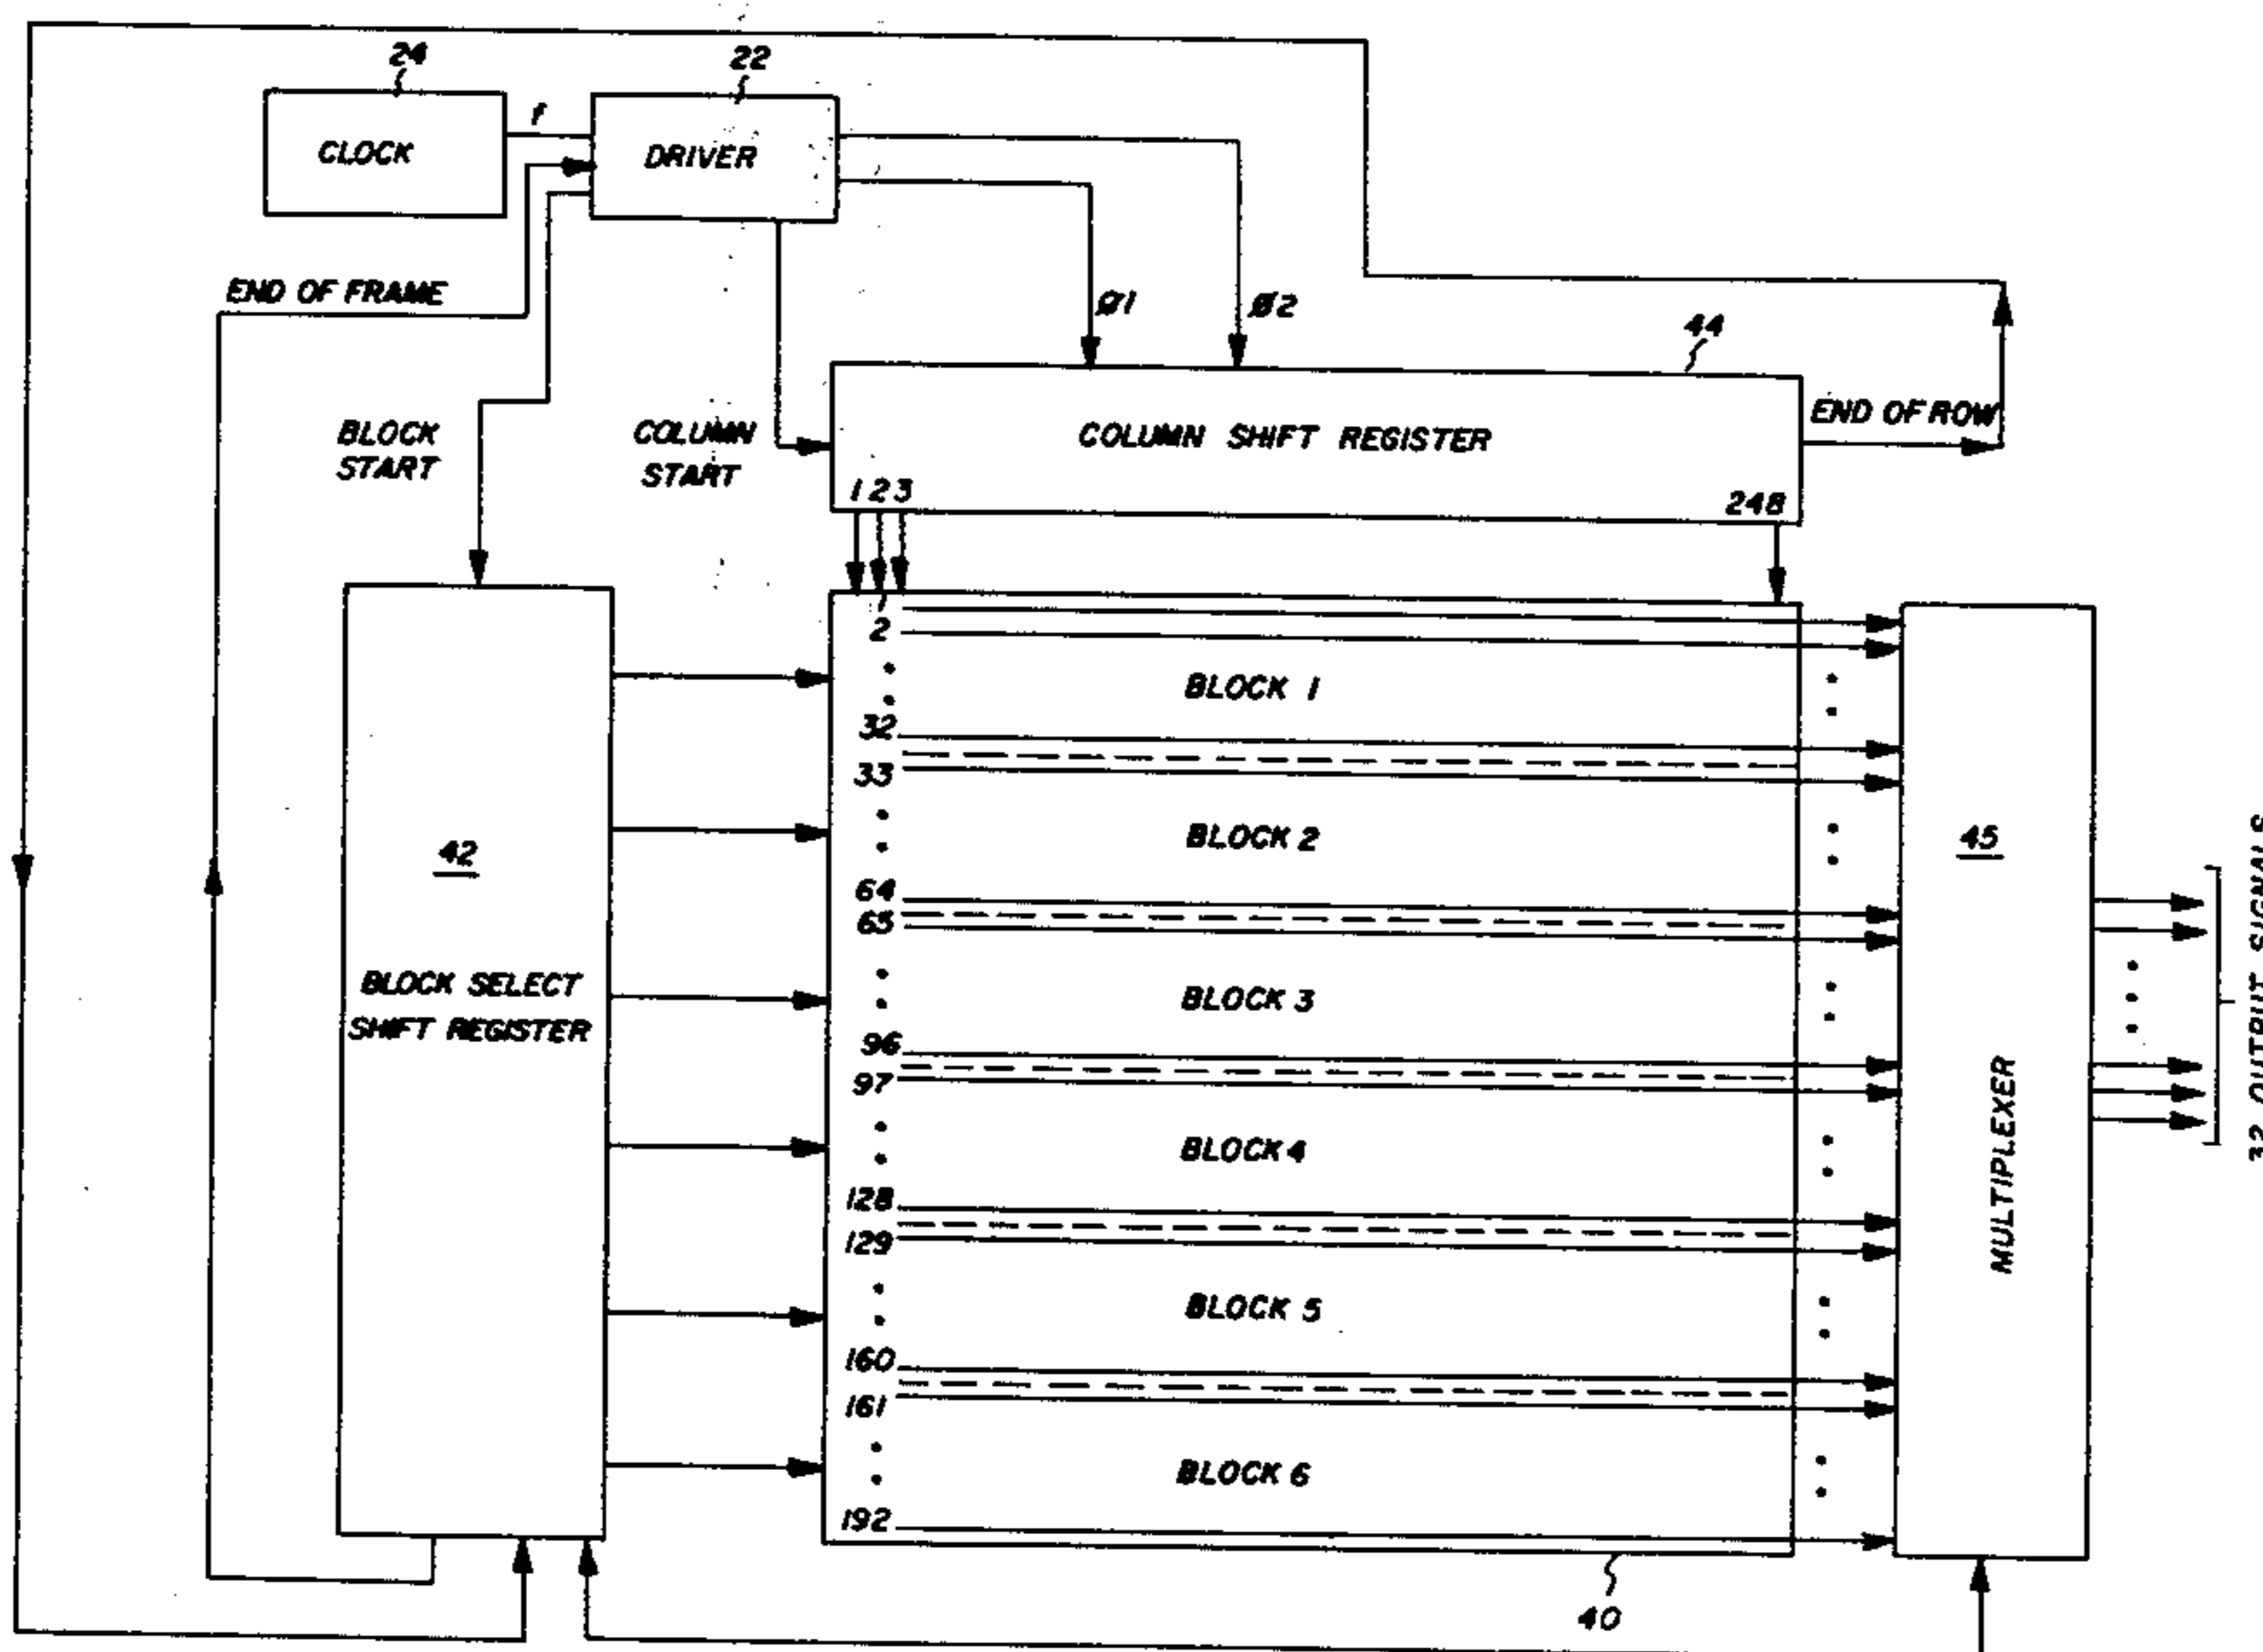 24
22
CLOCK
f
DRIVER
END OF FRAME
Ø1
Ø2
44
BLOCK
START
COLUMN
START
COLUMN SHIFT REGISTER
END OF ROW
1 2 3
248
1
2
BLOCK 1
32
33
42
BLOCK 2
45
64
65
BLOCK SELECT
SHIFT REGISTER
BLOCK 3
96
97
MULTIPLEXER
32 OUTPUT SIGNALS
BLOCK 4
128
129
BLOCK 5
160
161
BLOCK 6
192
40